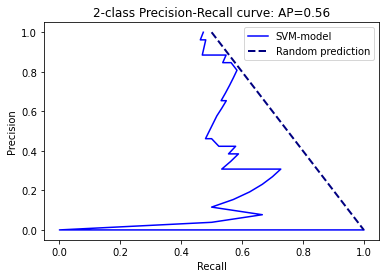 2-class Precision-Recall curve: AP=0.56
SVM-model
Random prediction
Precision
1.0
0.8
0.6
0.4
0.2
0.0
0.0 0.2 0.4 0.6 0.8 1.0
Recall